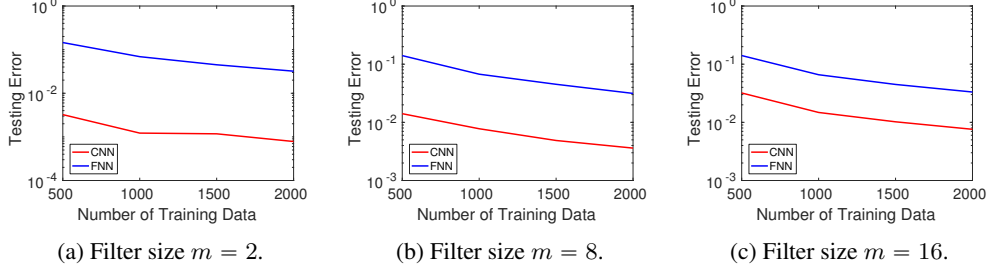 10^0
10^-2
10^-4
Testing Error
CNN
FNN
500 1000 1500 2000
Number of Training Data
(a) Filter size m = 2.
10^0
10^-1
10^-2
10^-3
Testing Error
CNN
FNN
500 1000 1500 2000
Number of Training Data
(b) Filter size m = 8.
10^0
10^-1
10^-2
10^-3
Testing Error
CNN
FNN
500 1000 1500 2000
Number of Training Data
(c) Filter size m = 16.